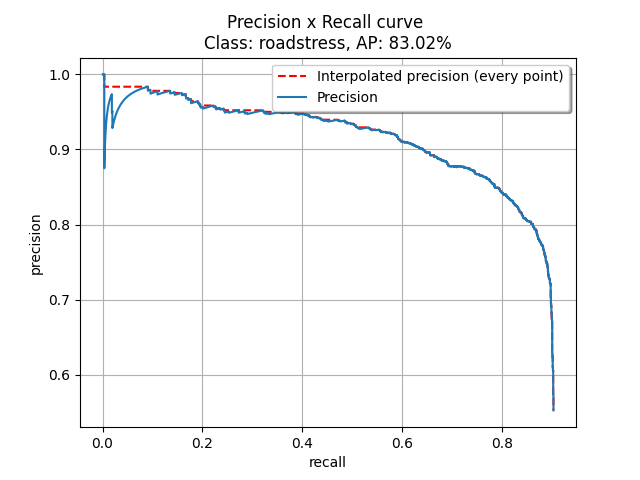 Precision x Recall curve
Class: roadstress, AP: 83.02%
Interpolated precision (every point)
Precision
precision
1.0
0.9
0.8
0.7
0.6
0.0 0.2 0.4 0.6 0.8
recall